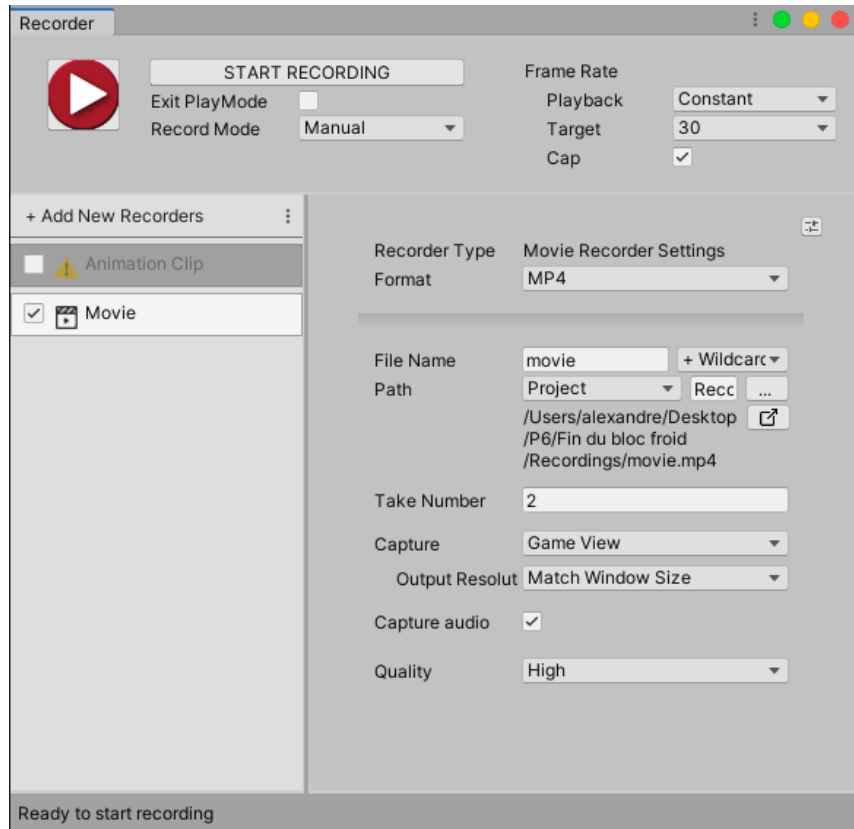 Recorder
START RECORDING
Exit PlayMode
Record Mode Manual
Frame Rate
Playback Constant
Target 30
Cap
+ Add New Recorders
Animation Clip
Movie
Recorder Type Movie Recorder Settings
Format MP4
File Name movie + Wildcarc
Path Project Recc ...
/Users/alexandre/Desktop
/P6/Fin du bloc froid
/Recordings/movie.mp4
Take Number 2
Capture Game View
Output Resolut Match Window Size
Capture audio
Quality High
Ready to start recording